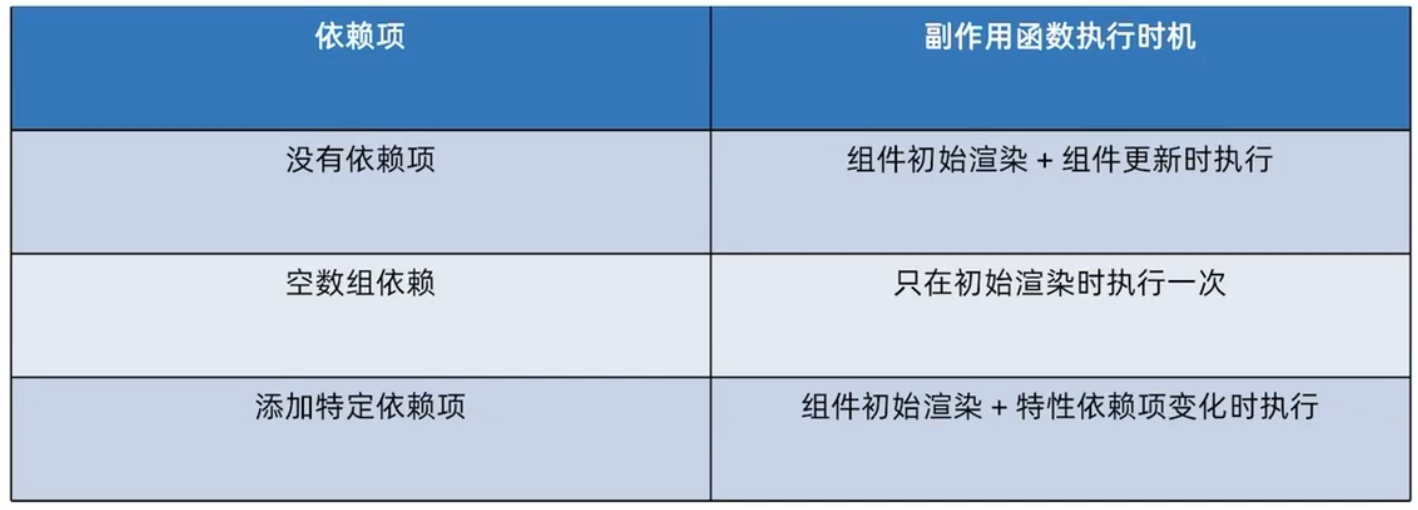 依赖项
副作用函数执行时机
没有依赖项
组件初始渲染 + 组件更新时执行
空数组依赖
只在初始渲染时执行一次
添加特定依赖项
组件初始渲染 + 特性依赖项变化时执行